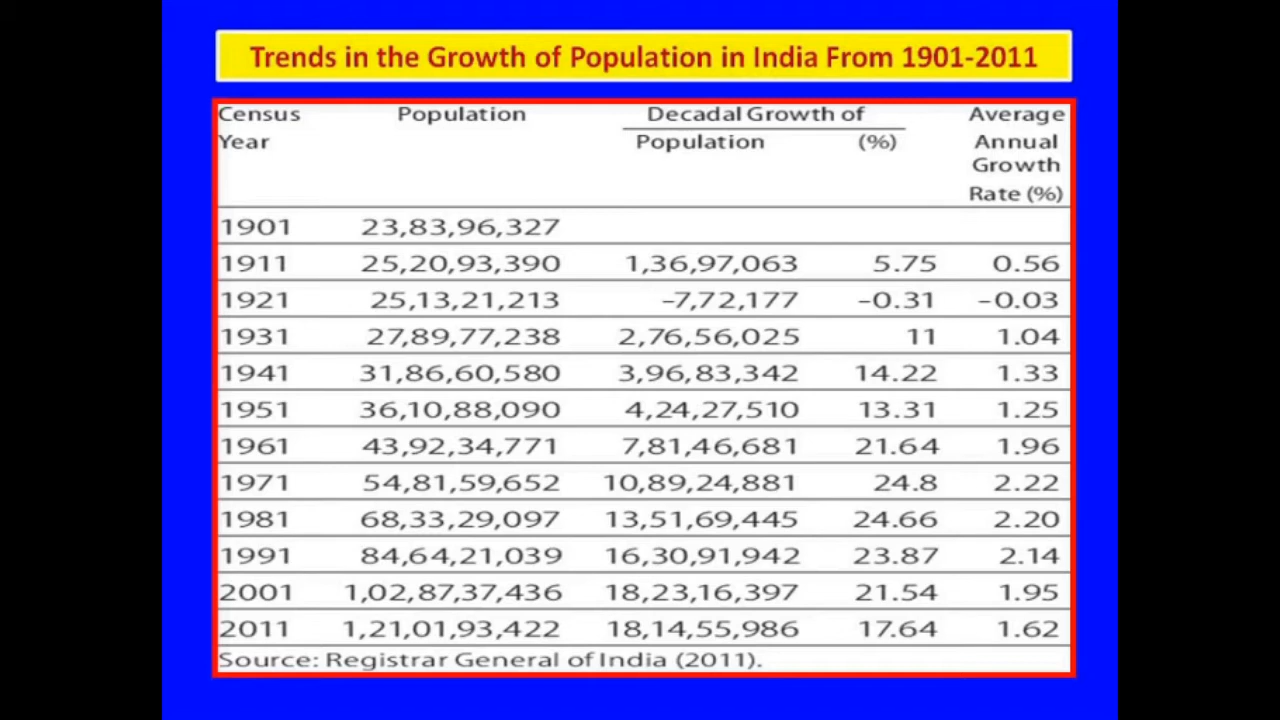 Trends in the Growth of Population in India From 1901-2011
Census Population Decadal Growth of Average
Year Population (%) Annual
Growth
Rate (%)
1901 23,83,96,327
1911 25,20,93,390 1,36,97,063 5.75 0.56
1921 25,13,21,213 –7,72,177 –0.31 –0.03
1931 27,89,77,238 2,76,56,025 11 1.04
1941 31,86,60,580 3,96,83,342 14.22 1.33
1951 36,10,88,090 4,24,27,510 13.31 1.25
1961 43,92,34,771 7,81,46,681 21.64 1.96
1971 54,81,59,652 10,89,24,881 24.8 2.22
1981 68,33,29,097 13,51,69,445 24.66 2.20
1991 84,64,21,039 16,30,91,942 23.87 2.14
2001 1,02,87,37,436 18,23,16,397 21.54 1.95
2011 1,21,01,93,422 18,14,55,986 17.64 1.62
Source: Registrar General of India (2011).